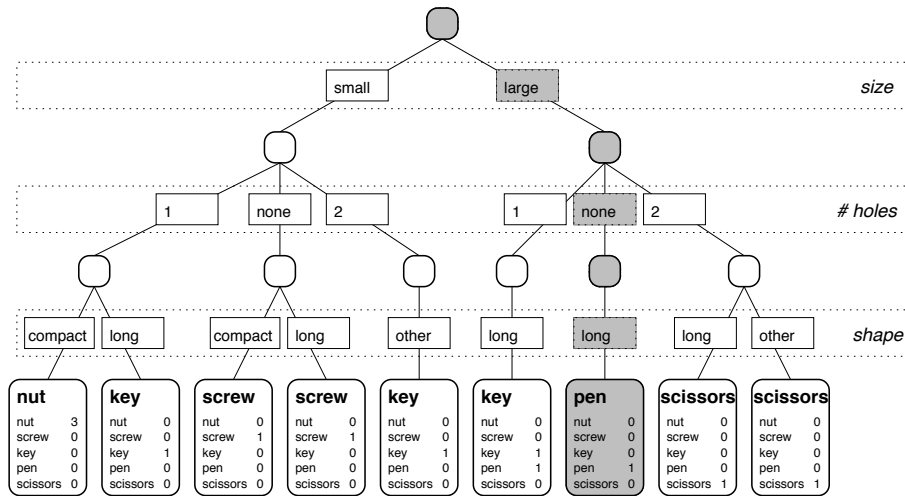 small large size
1 none 2 1 none 2 # holes
compact long compact long other long long long other shape
nut key screw screw key key pen scissors scissors
nut 3 nut 0 nut 0 nut 0 nut 0 nut 0 nut 0 nut 0 nut 0
screw 0 screw 0 screw 1 screw 1 screw 0 screw 0 screw 0 screw 0 screw 0
key 0 key 1 key 0 key 0 key 1 key 1 key 0 key 0 key 0
pen 0 pen 0 pen 0 pen 0 pen 0 pen 1 pen 1 pen 0 pen 0
scissors 0 scissors 0 scissors 0 scissors 0 scissors 0 scissors 0 scissors 0 scissors 1 scissors 1